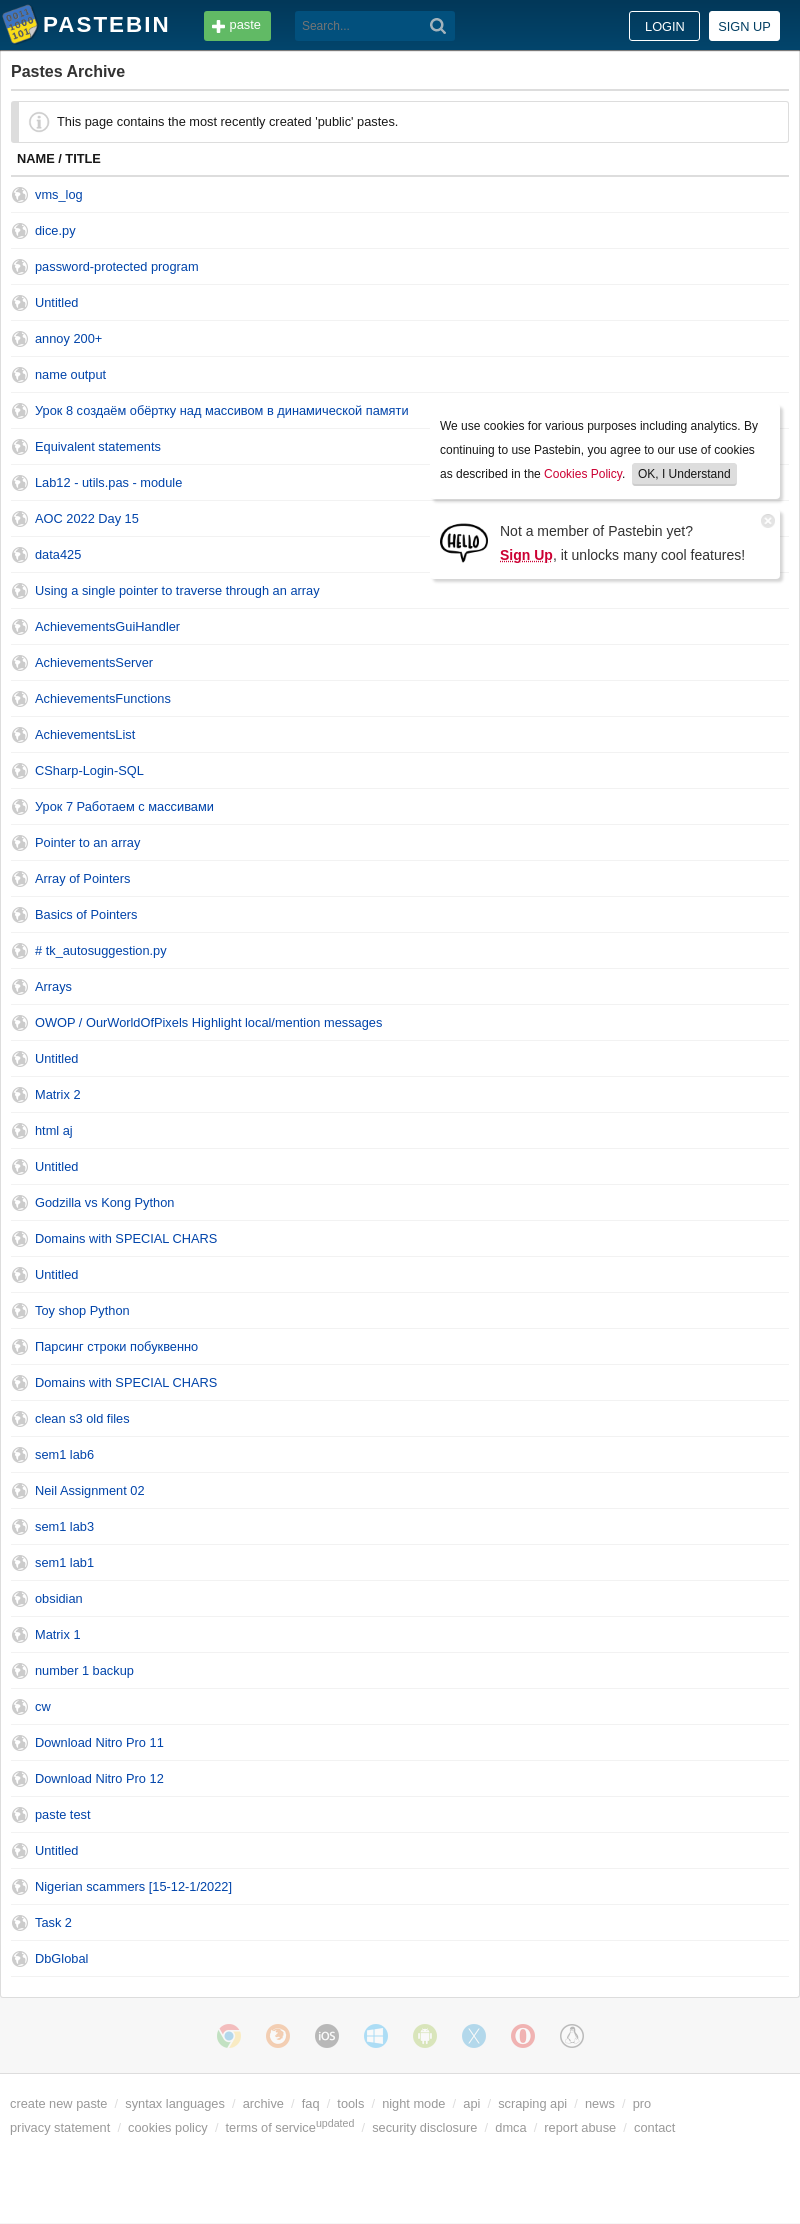 PASTEBIN
paste
Search...
LOGIN
SIGN UP
Pastes Archive
This page contains the most recently created 'public' pastes.
NAME / TITLE
vms_log
dice.py
password-protected program
Untitled
annoy 200+
name output
Урок 8 создаём обёртку над массивом в динамической памяти
Equivalent statements
Lab12 - utils.pas - module
AOC 2022 Day 15
data425
Using a single pointer to traverse through an array
We use cookies for various purposes including analytics. By
continuing to use Pastebin, you agree to our use of cookies
as described in the Cookies Policy. OK, I Understand
HELLO
Not a member of Pastebin yet?
Sign Up, it unlocks many cool features!
AchievementsGuiHandler
AchievementsServer
AchievementsFunctions
AchievementsList
CSharp-Login-SQL
Урок 7 Работаем с массивами
Pointer to an array
Array of Pointers
Basics of Pointers
# tk_autosuggestion.py
Arrays
OWOP / OurWorldOfPixels Highlight local/mention messages
Untitled
Matrix 2
html aj
Untitled
Godzilla vs Kong Python
Domains with SPECIAL CHARS
Untitled
Toy shop Python
Парсинг строки побуквенно
Domains with SPECIAL CHARS
clean s3 old files
sem1 lab6
Neil Assignment 02
sem1 lab3
sem1 lab1
obsidian
Matrix 1
number 1 backup
cw
Download Nitro Pro 11
Download Nitro Pro 12
paste test
Untitled
Nigerian scammers [15-12-1/2022]
Task 2
DbGlobal
iOS
create new paste / syntax languages / archive / faq / tools / night mode / api / scraping api / news / pro
privacy statement / cookies policy / terms of service updated / security disclosure / dmca / report abuse / contact